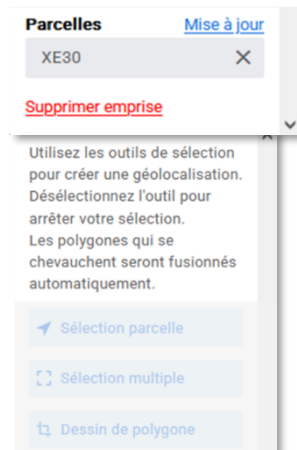 Parcelles Mise à jour
XE30
Supprimer emprise
Utilisez les outils de sélection
pour créer une géolocalisation.
Désélectionnez l'outil pour
arrêter votre sélection.
Les polygones qui se
chevauchent seront fusionnés
automatiquement.
Sélection parcelle
Sélection multiple
Dessin de polygone